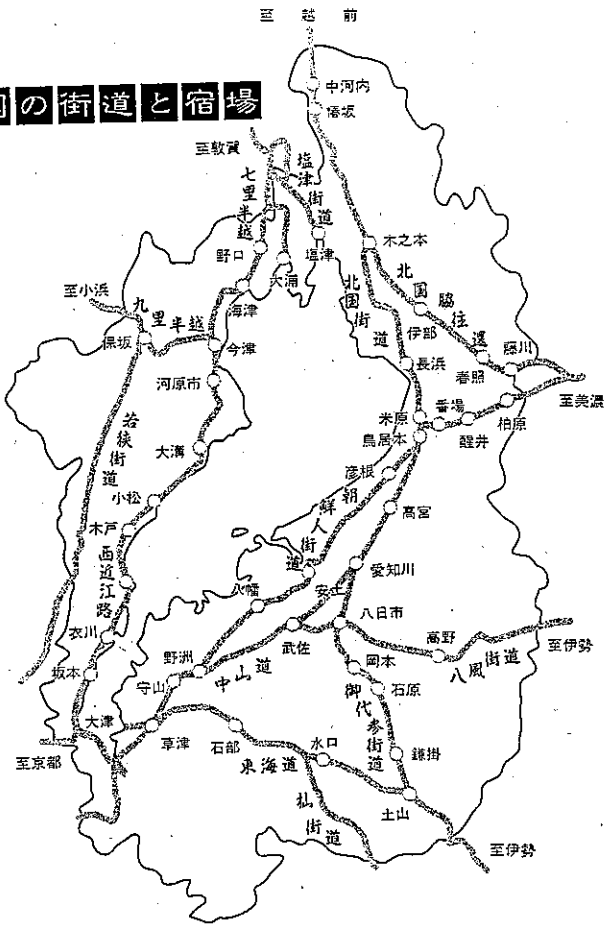 至越前
の街道と宿場
中河内
椿坂
至敦賀
塩津街道
七里半越
塩津
木之本
野口
大浦
北国街道
北国脇往還
海津
至小浜
九里半越
伊部
藤川
保坂
今津
長浜
春照
至美濃
河原市
米原
番場
柏原
鳥居本
醒井
若狭街道
大溝
彦根
朝鮮人街道
小松
高宮
木戸
西近江路
愛知川
安土
八幡
八日市
衣川
武佐
高野
至伊勢
野洲
中山道
八風街道
坂本
守山
岡本
石原
御代参街道
大津
草津
石部
水口
鎌掛
至京都
東海道
土山
杣街道
至伊勢